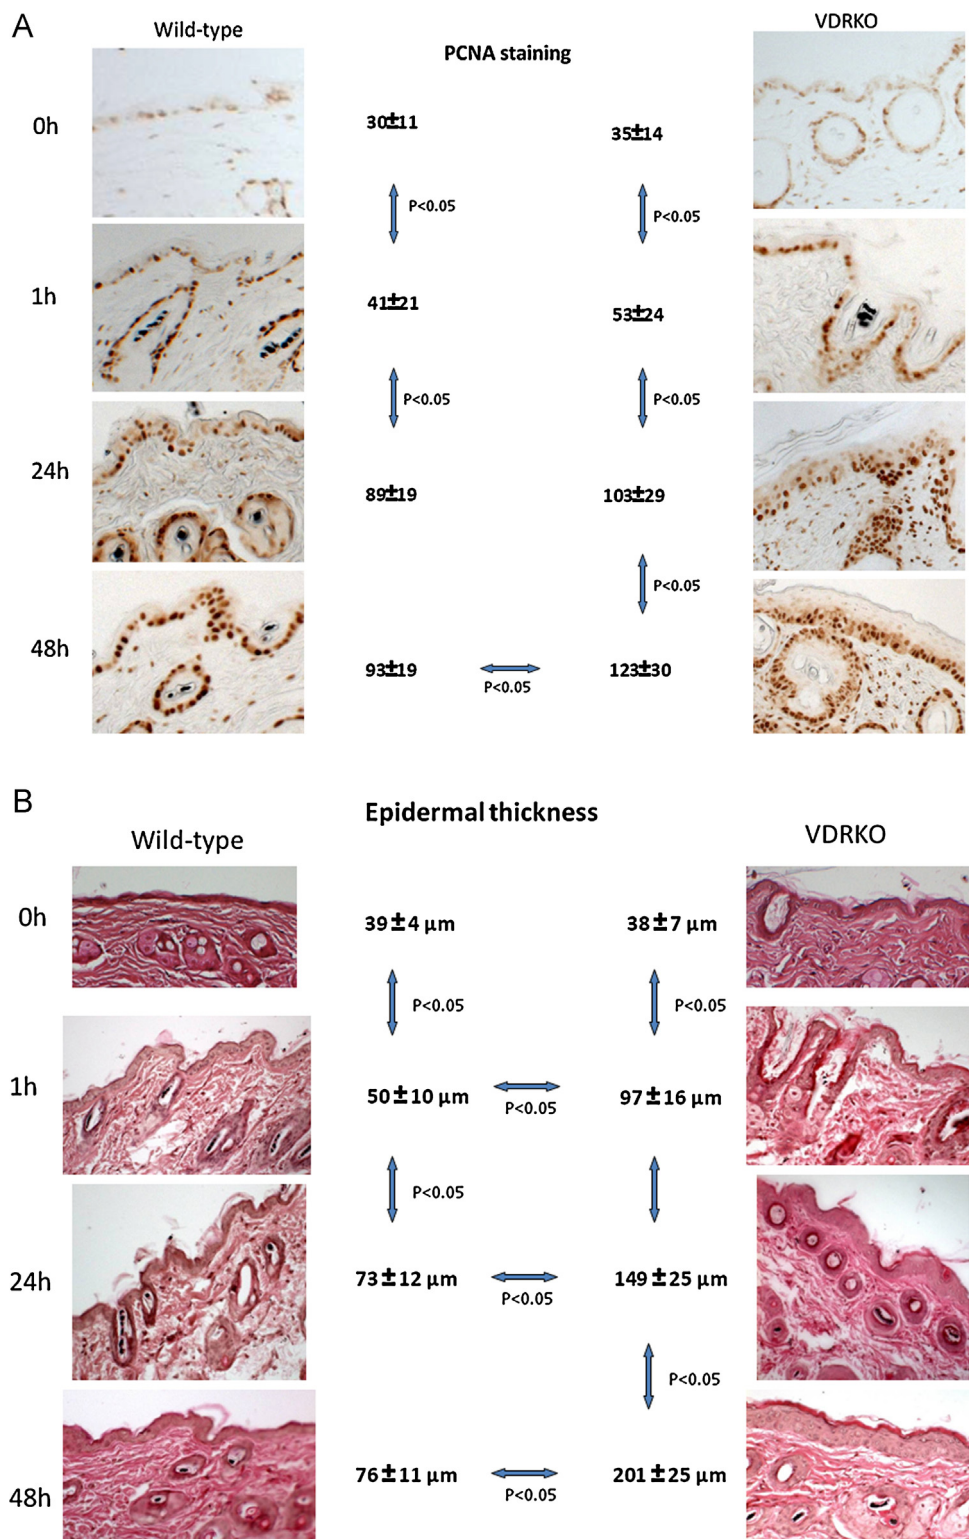 A
Wild-type
VDRKO
PCNA staining
0h
30±11
35±14
P<0.05
P<0.05
1h
41±21
53±24
P<0.05
P<0.05
24h
89±19
103±29
P<0.05
48h
93±19
P<0.05
123±30
B
Epidermal thickness
Wild-type
VDRKO
0h
39±4 µm
38±7 µm
P<0.05
P<0.05
1h
50±10 µm
P<0.05
97±16 µm
P<0.05
24h
73±12 µm
P<0.05
149±25 µm
P<0.05
48h
76±11 µm
P<0.05
201±25 µm